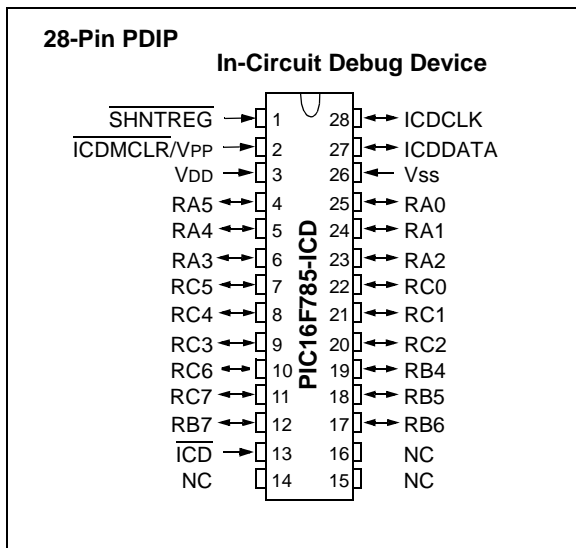 28-Pin PDIP
In-Circuit Debug Device
SHNTREG 1 28 ICDCLK
ICDMCLR/VPP 2 27 ICDDATA
VDD 3 26 Vss
RA5 4 25 RA0
RA4 5 24 RA1
RA3 6 23 RA2
RC5 7 22 RC0
RC4 8 21 RC1
RC3 9 20 RC2
RC6 10 19 RB4
RC7 11 18 RB5
RB7 12 17 RB6
ICD 13 16 NC
NC 14 15 NC
PIC16F785-ICD